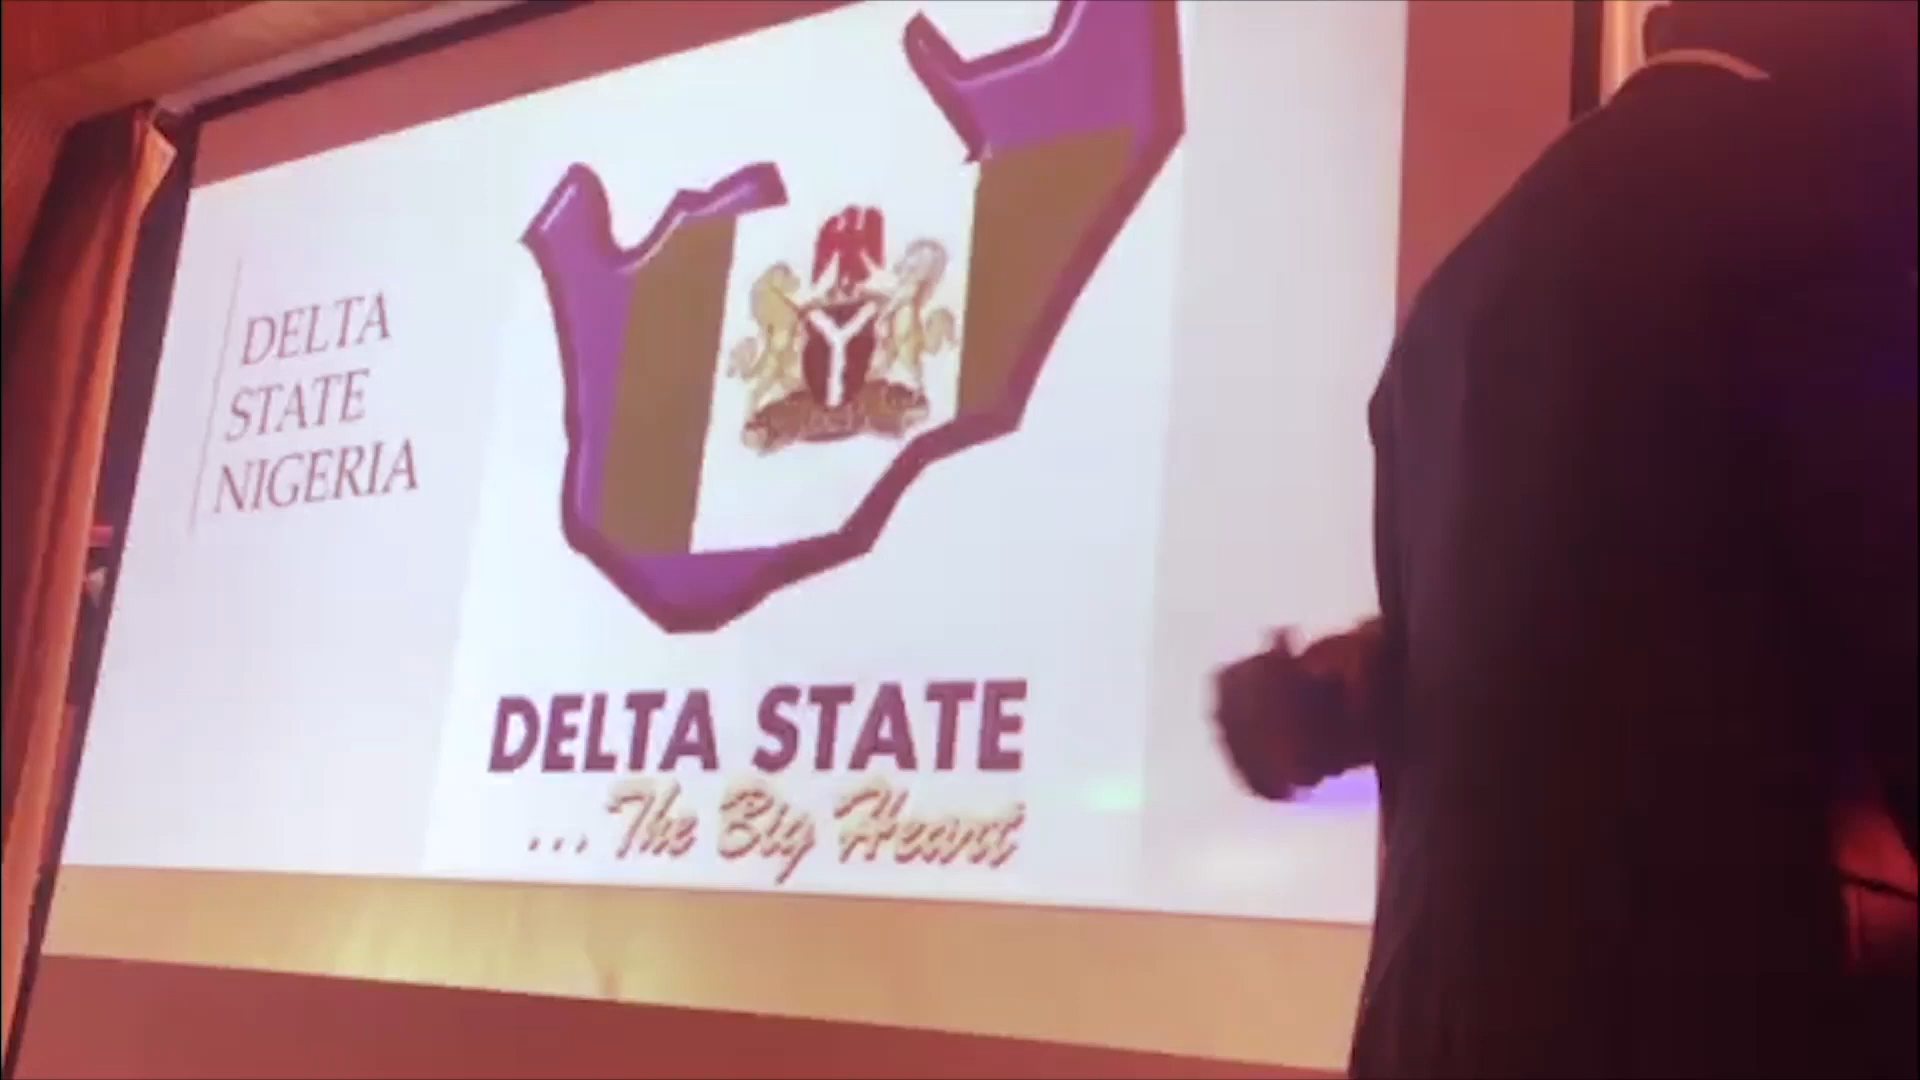 DELTA
STATE
NIGERIA
DELTA STATE
... The Big Heart